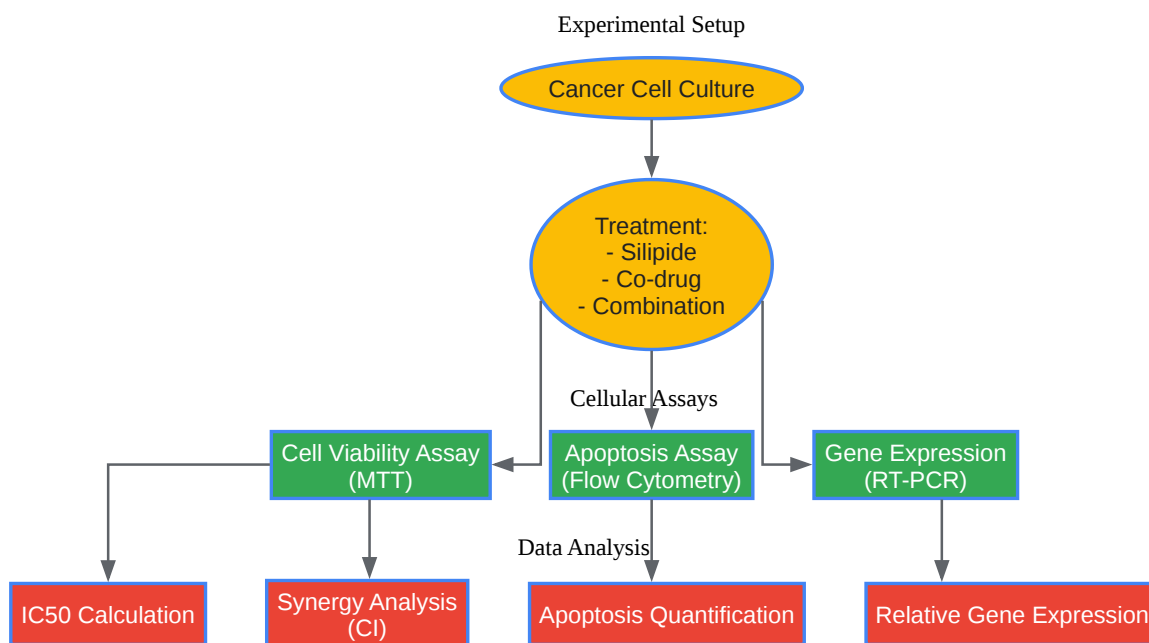 Experimental Setup
Cancer Cell Culture
Treatment:
- Silipide
- Co-drug
- Combination
Cellular Assays
Cell Viability Assay
(MTT)
Apoptosis Assay
(Flow Cytometry)
Gene Expression
(RT-PCR)
Data Analysis
IC50 Calculation
Synergy Analysis
(CI)
Apoptosis Quantification
Relative Gene Expression